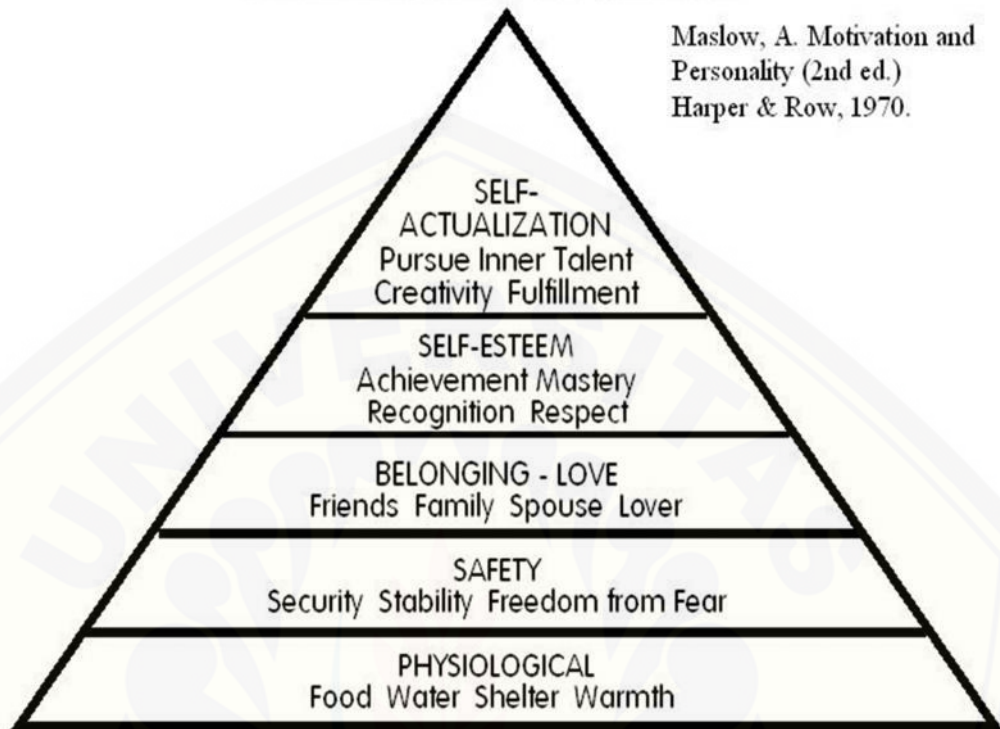 Maslow, A. Motivation and
Personality (2nd ed.)
Harper & Row, 1970.
SELF-
ACTUALIZATION
Pursue Inner Talent
Creativity Fulfillment
SELF-ESTEEM
Achievement Mastery
Recognition Respect
BELONGING - LOVE
Friends Family Spouse Lover
SAFETY
Security Stability Freedom from Fear
PHYSIOLOGICAL
Food Water Shelter Warmth
UNIVERSITAS